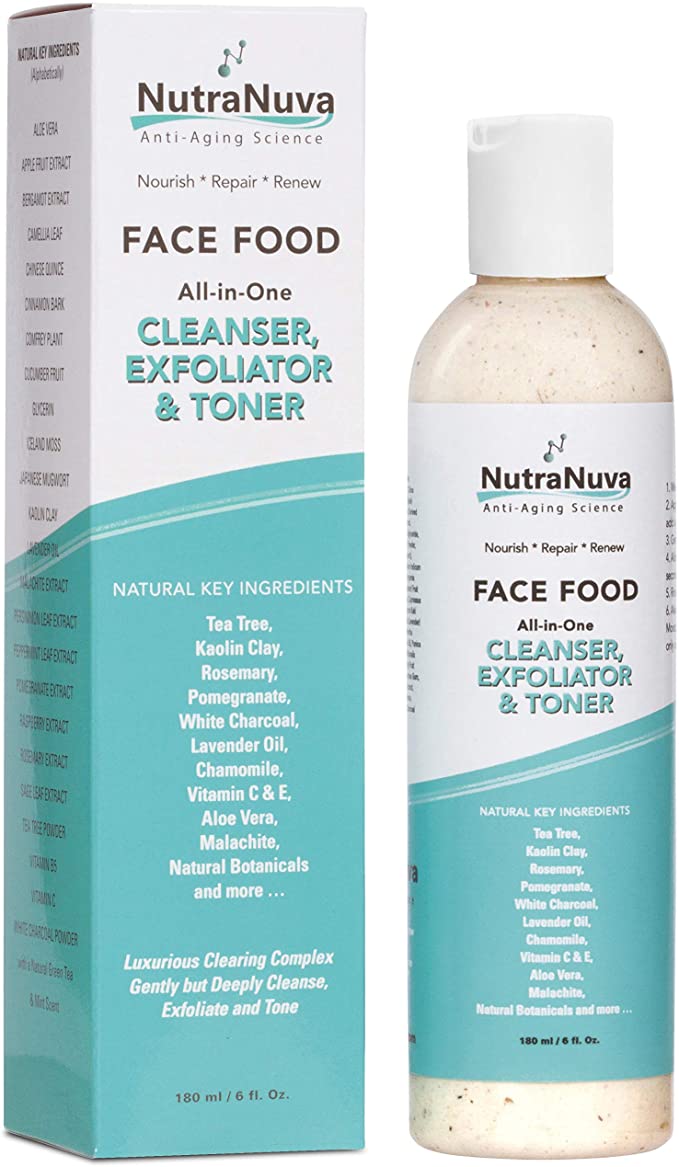 NATURAL KEY INGREDIENTS
(Alphabetically)
ALOE VERA
APPLE FRUIT EXTRACT
BERGAMOT EXTRACT
CAMELLIA LEAF
CHINESE QUINCE
CINNAMON BARK
COMFREY PLANT
CUCUMBER FRUIT
GLYCERIN
ICELAND MOSS
JAPANESE MUGWORT
KAOLIN CLAY
LAVENDER OIL
MALACHITE EXTRACT
PERSIMMON LEAF EXTRACT
PEPPERMINT LEAF EXTRACT
POMEGRANATE EXTRACT
RASPBERRY EXTRACT
ROSEMARY EXTRACT
SAGE LEAF EXTRACT
TEA TREE POWDER
VITAMIN B5
VITAMIN C
WHITE CHARCOAL POWDER
with a Natural Green Tea
& Mint Scent
NutraNuva
Anti-Aging Science
Nourish * Repair * Renew
FACE FOOD
All-in-One
CLEANSER,
EXFOLIATOR
& TONER
NATURAL KEY INGREDIENTS
Tea Tree,
Kaolin Clay,
Rosemary,
Pomegranate,
White Charcoal,
Lavender Oil,
Chamomile,
Vitamin C & E,
Aloe Vera,
Malachite,
Natural Botanicals
and more ...
Luxurious Clearing Complex
Gently but Deeply Cleanse,
Exfoliate and Tone
180 ml / 6 fl. Oz.
NutraNuva
Anti-Aging Science
Nourish * Repair * Renew
FACE FOOD
All-in-One
CLEANSER,
EXFOLIATOR
& TONER
NATURAL KEY INGREDIENTS
Tea Tree,
Kaolin Clay,
Rosemary,
Pomegranate,
White Charcoal,
Lavender Oil,
Chamomile,
Vitamin C & E,
Aloe Vera,
Malachite,
Natural Botanicals and more ...
180 ml / 6 fl. Oz.